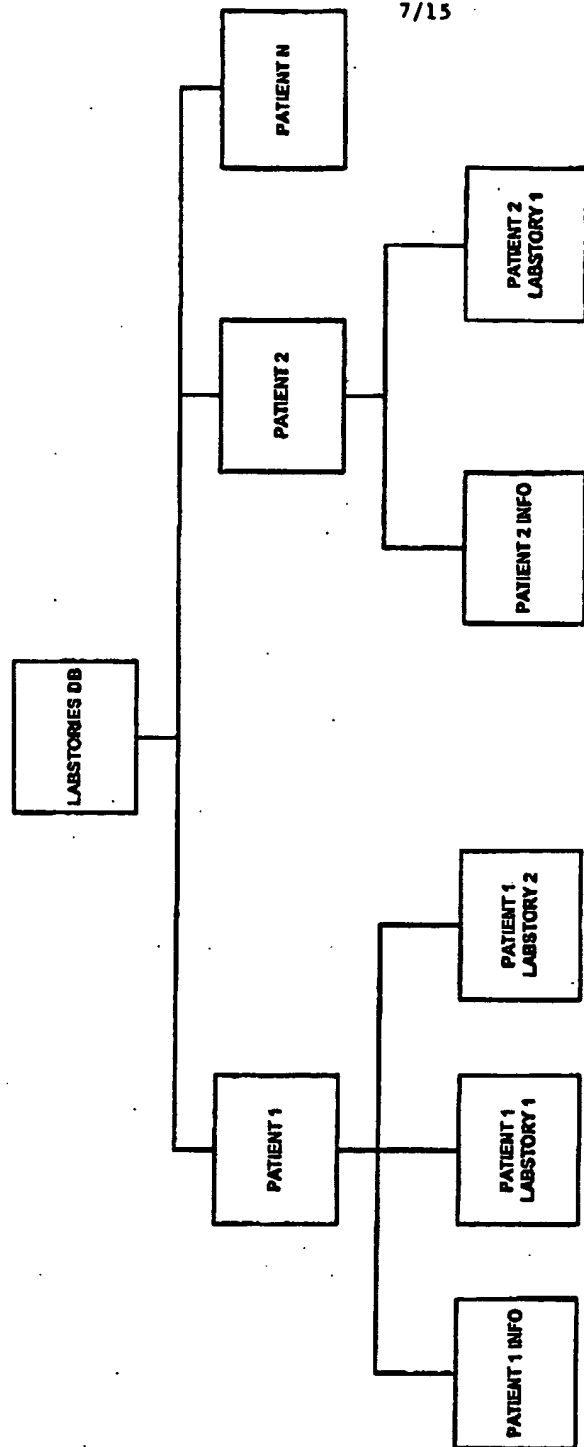 7/15
LABSTORIES DB
PATIENT 1
PATIENT 2
PATIENT N
PATIENT 1 INFO
PATIENT 1
LABSTORY 1
PATIENT 1
LABSTORY 2
PATIENT 2 INFO
PATIENT 2
LABSTORY 1